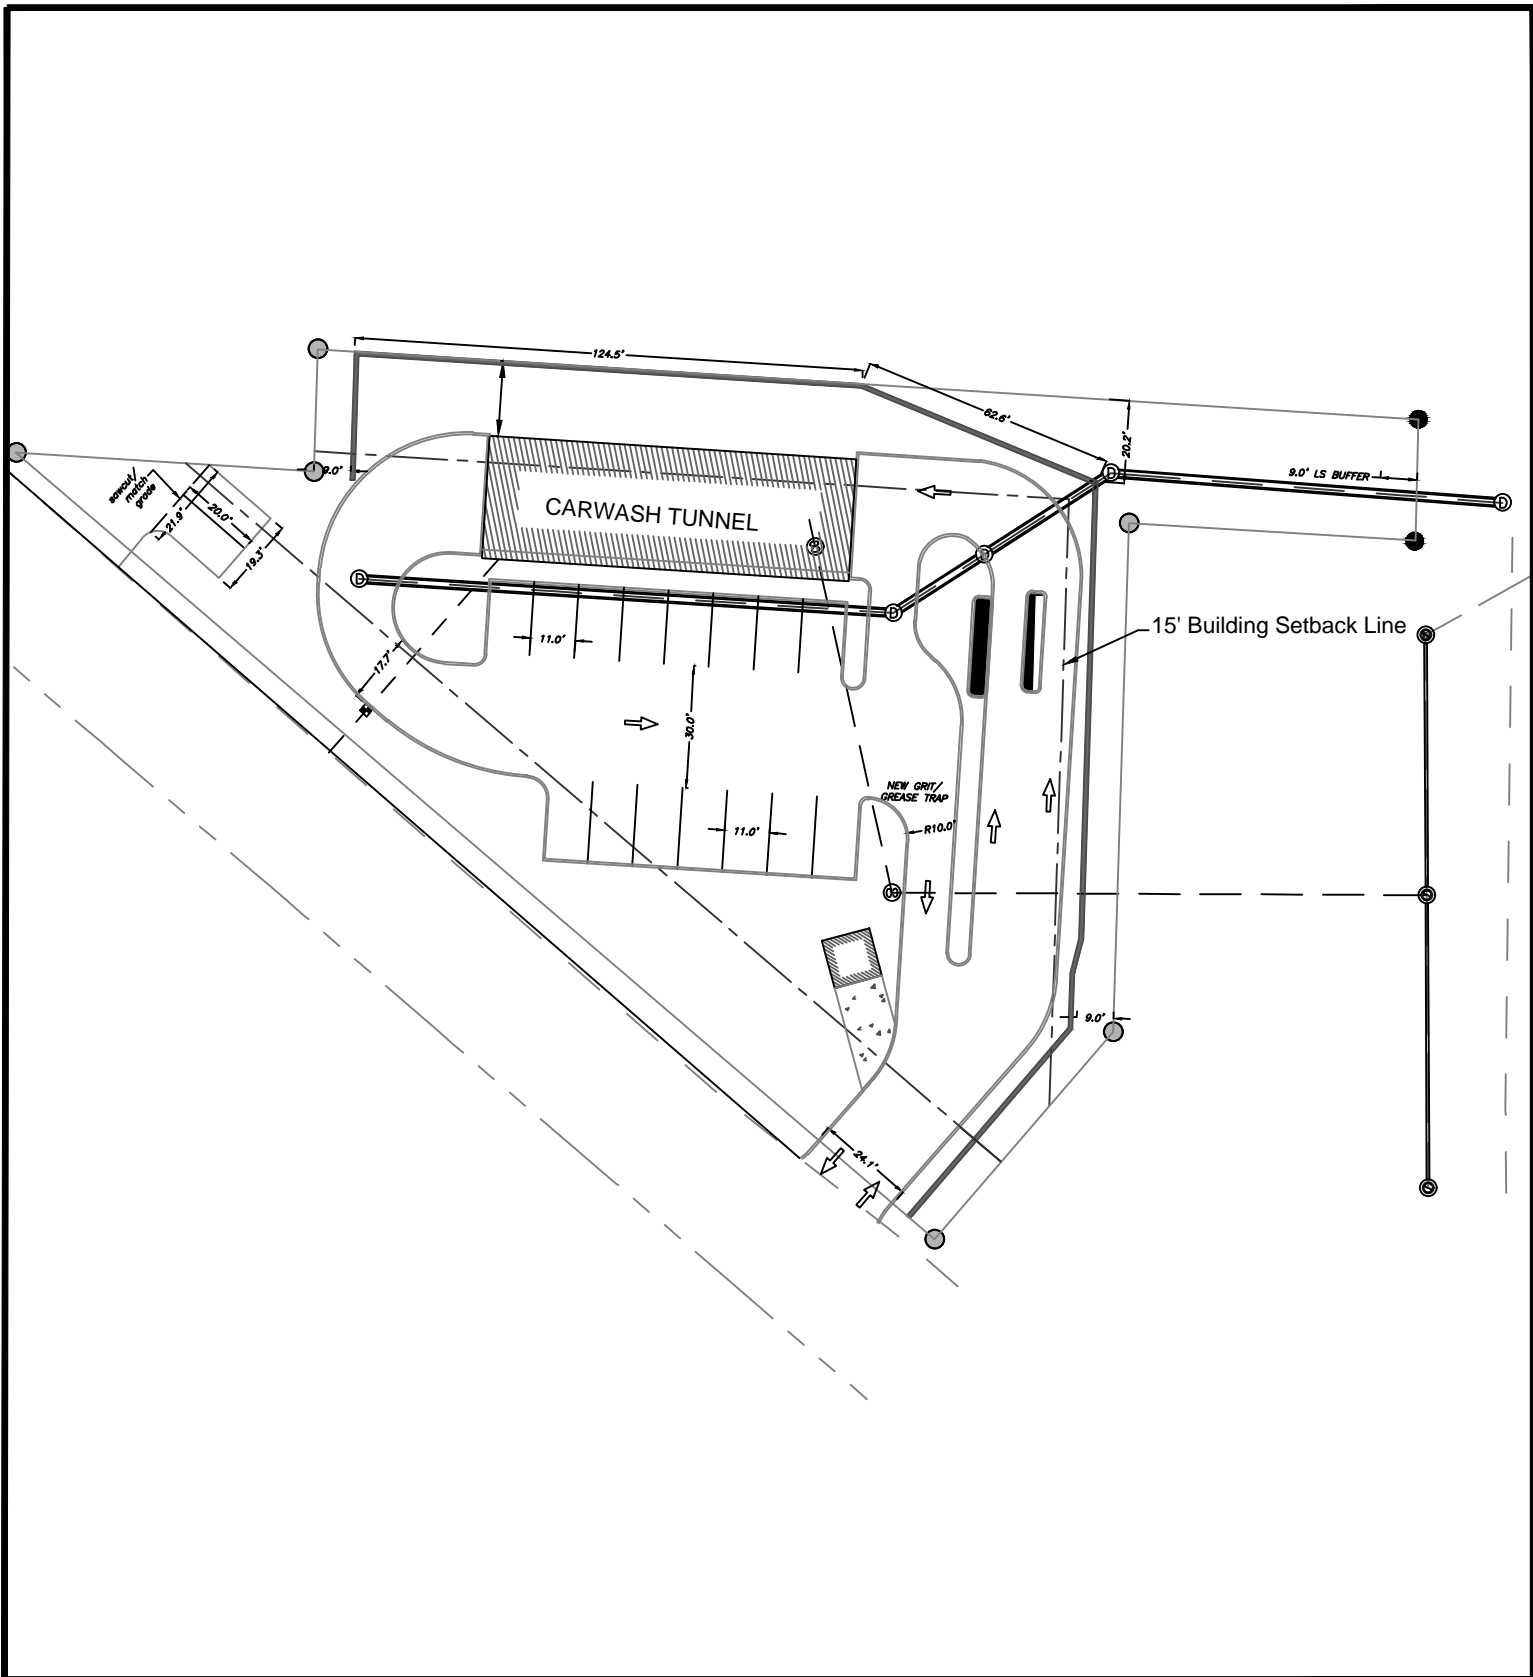 124.5'
62.6'
20.2'
9.0' LS BUFFER
9.0'
sawcut/
match
grade
21.9'
20.0'
19.3'
CARWASH TUNNEL
D
D
D
D
D
11.0'
15' Building Setback Line
17.7'
30.0'
S
NEW GRIT/
GREASE TRAP
11.0'
R10.0'
S
9.0'
24.1'
S